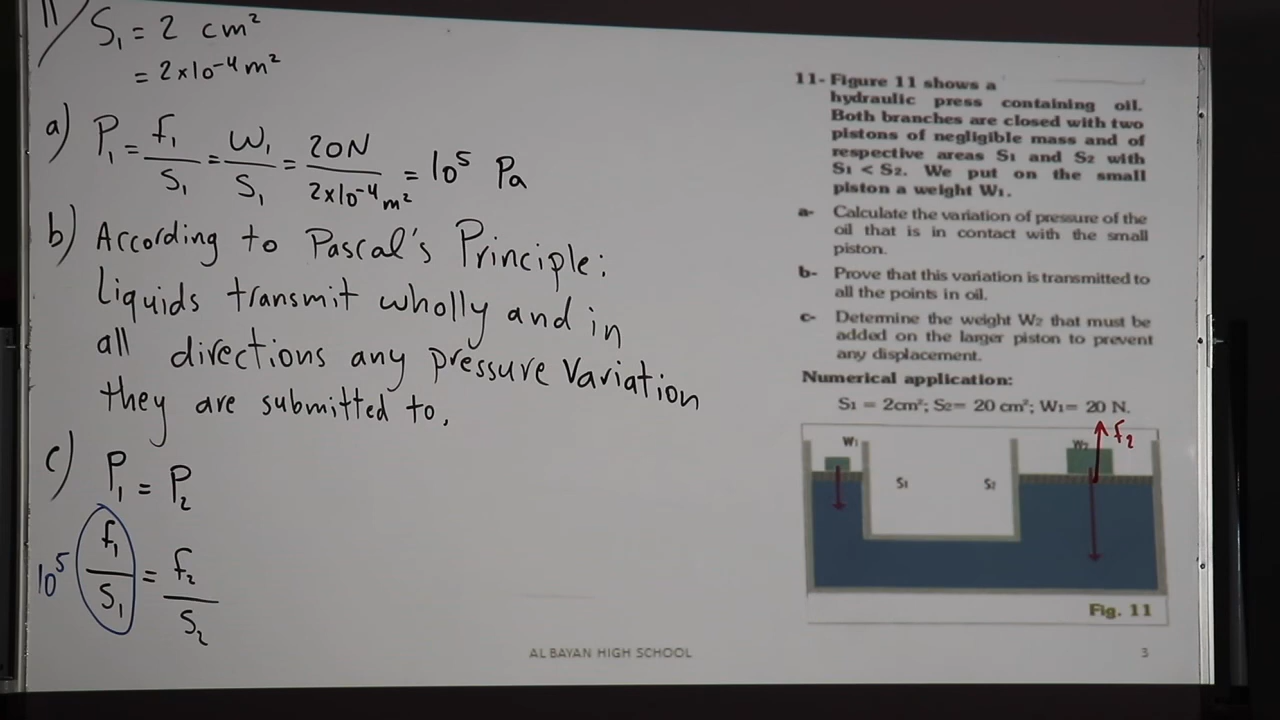 11/ S₁ = 2 cm²
= 2×10⁻⁴ m²
a) P₁ = f₁/S₁ = W₁/S₁ = 20N/2×10⁻⁴m² = 10⁵ Pa
b) According to Pascal's Principle:
Liquids transmit wholly and in
all directions any pressure variation
they are submitted to.
c) P₁ = P₂
10⁵ f₁/S₁ = f₂/S₂
11- Figure 11 shows a
hydraulic press containing oil.
Both branches are closed with two
pistons of negligible mass and of
respective areas S₁ and S₂ with
S₁ < S₂. We put on the small
piston a weight W₁.
a- Calculate the variation of pressure of the
oil that is in contact with the small
piston.
b- Prove that this variation is transmitted to
all the points in oil.
c- Determine the weight W₂ that must be
added on the larger piston to prevent
any displacement.
Numerical application:
S₁ = 2cm²; S₂= 20 cm²; W₁= 20 N.
f₂
W₁
W₂
S₁
S₂
Fig. 11
AL BAYAN HIGH SCHOOL
3